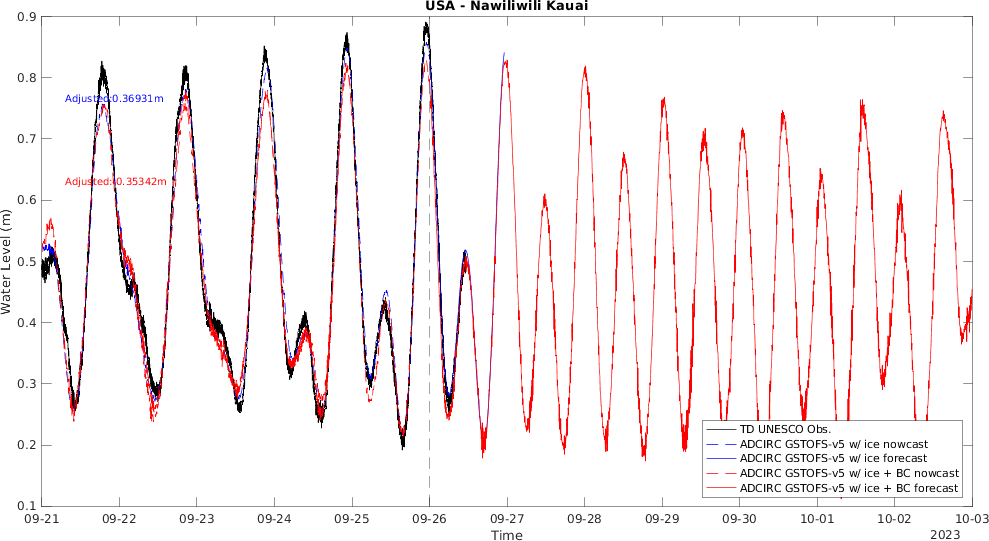 USA - Nawiliwili Kauai
0.9
0.8
0.7
0.6
0.5
0.4
0.3
0.2
0.1
Water Level (m)
Adjusted:0.36931m
Adjusted:0.35342m
TD UNESCO Obs.
ADCIRC GSTOFS-v5 w/ ice nowcast
ADCIRC GSTOFS-v5 w/ ice forecast
ADCIRC GSTOFS-v5 w/ ice + BC nowcast
ADCIRC GSTOFS-v5 w/ ice + BC forecast
09-21 09-22 09-23 09-24 09-25 09-26 09-27 09-28 09-29 09-30 10-01 10-02 10-03
Time
2023